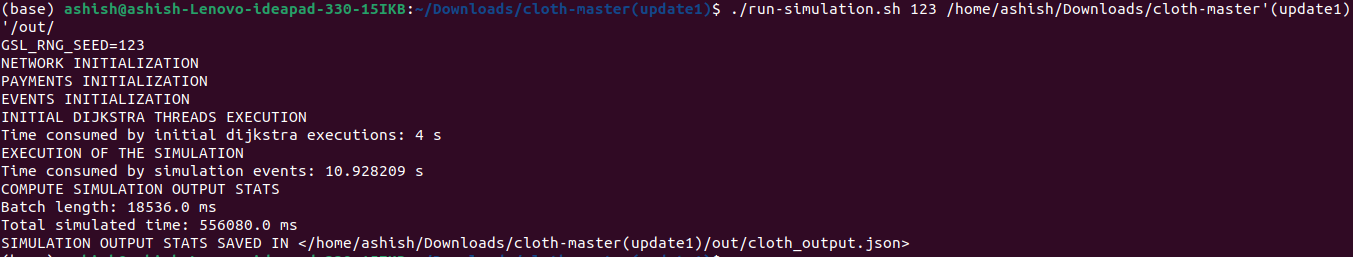 (base) ashish@ashish-Lenovo-ideapad-330-15IKB:~/Downloads/cloth-master(update1)$ ./run-simulation.sh 123 /home/ashish/Downloads/cloth-master'(update1)
'/out/
GSL_RNG_SEED=123
NETWORK INITIALIZATION
PAYMENTS INITIALIZATION
EVENTS INITIALIZATION
INITIAL DIJKSTRA THREADS EXECUTION
Time consumed by initial dijkstra executions: 4 s
EXECUTION OF THE SIMULATION
Time consumed by simulation events: 10.928209 s
COMPUTE SIMULATION OUTPUT STATS
Batch length: 18536.0 ms
Total simulated time: 556080.0 ms
SIMULATION OUTPUT STATS SAVED IN </home/ashish/Downloads/cloth-master(update1)/out/cloth_output.json>